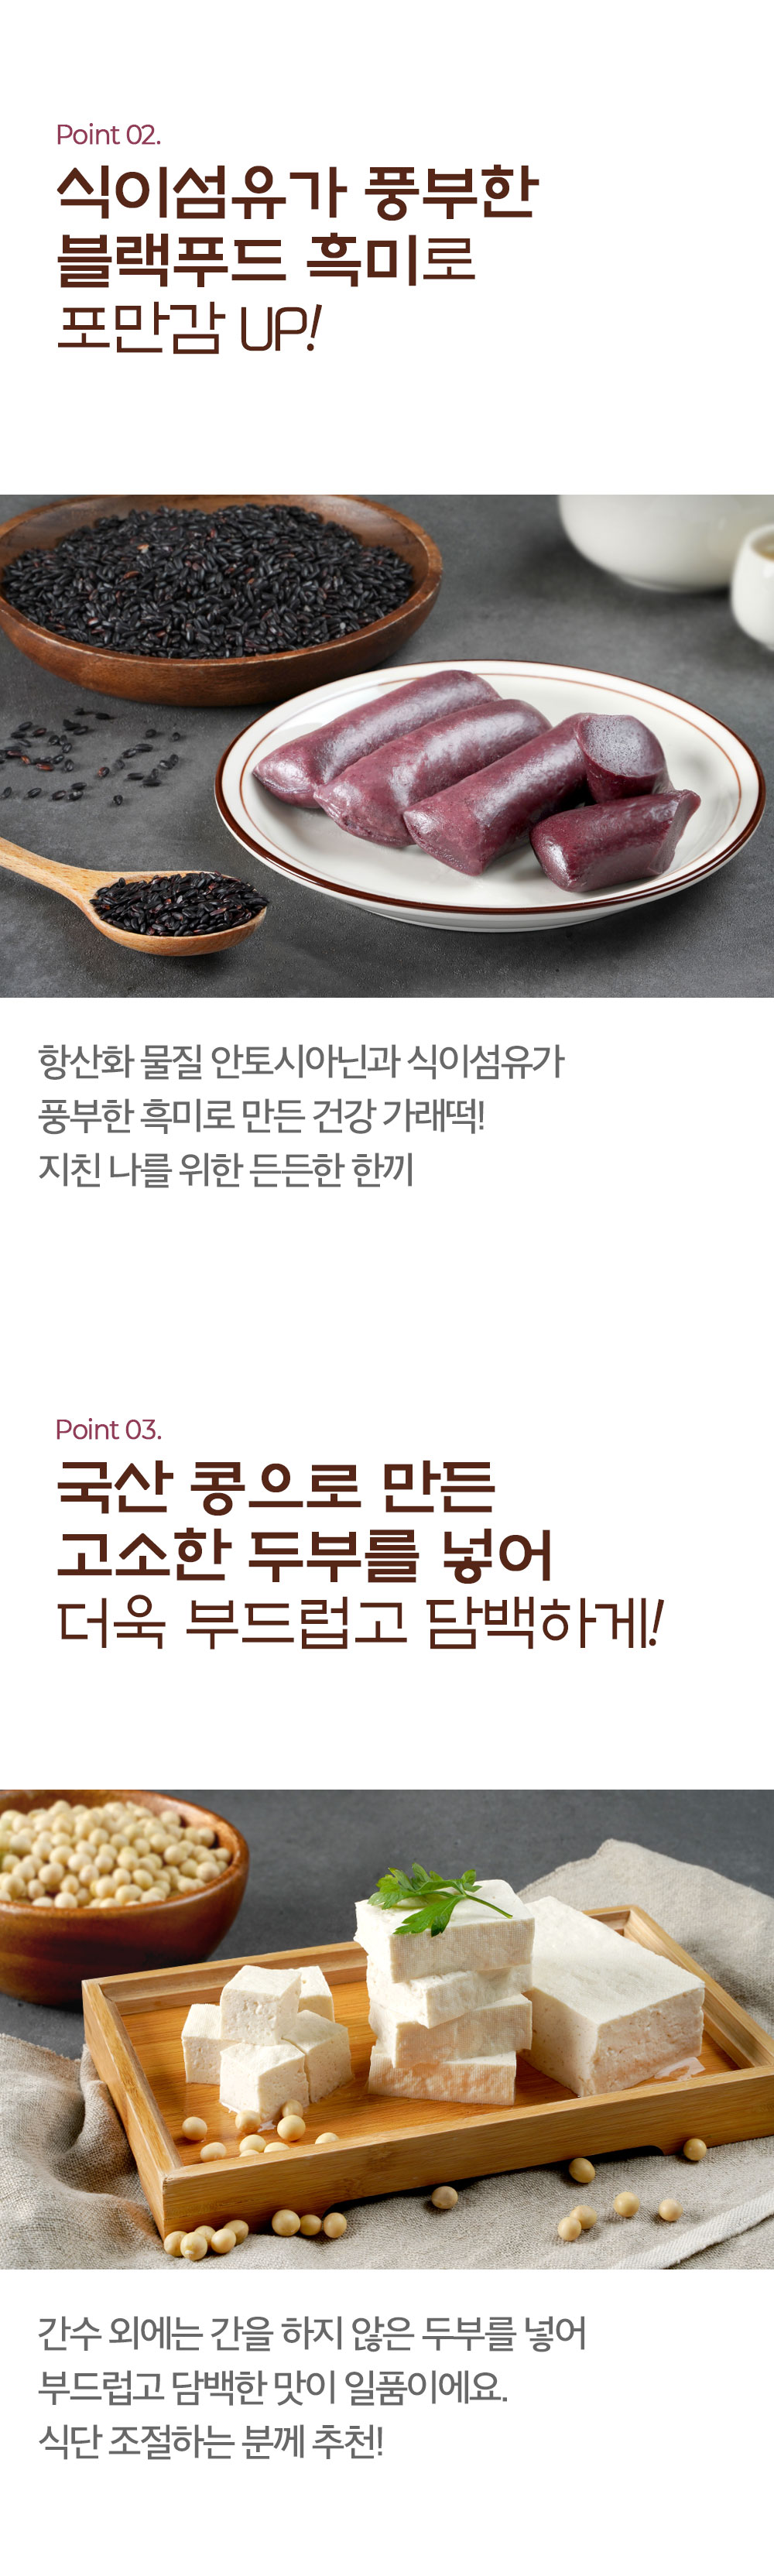 Point 02.
식이섬유가 풍부한
블랙푸드 흑미로
포만감 UP!
항산화 물질 안토시아닌과 식이섬유가
풍부한 흑미로 만든 건강 가래떡!
지친 나를 위한 든든한 한끼
Point 03.
국산 콩으로 만든
고소한 두부를 넣어
더욱 부드럽고 담백하게!
간수 외에는 간을 하지 않은 두부를 넣어
부드럽고 담백한 맛이 일품이에요.
식단 조절하는 분께 추천!